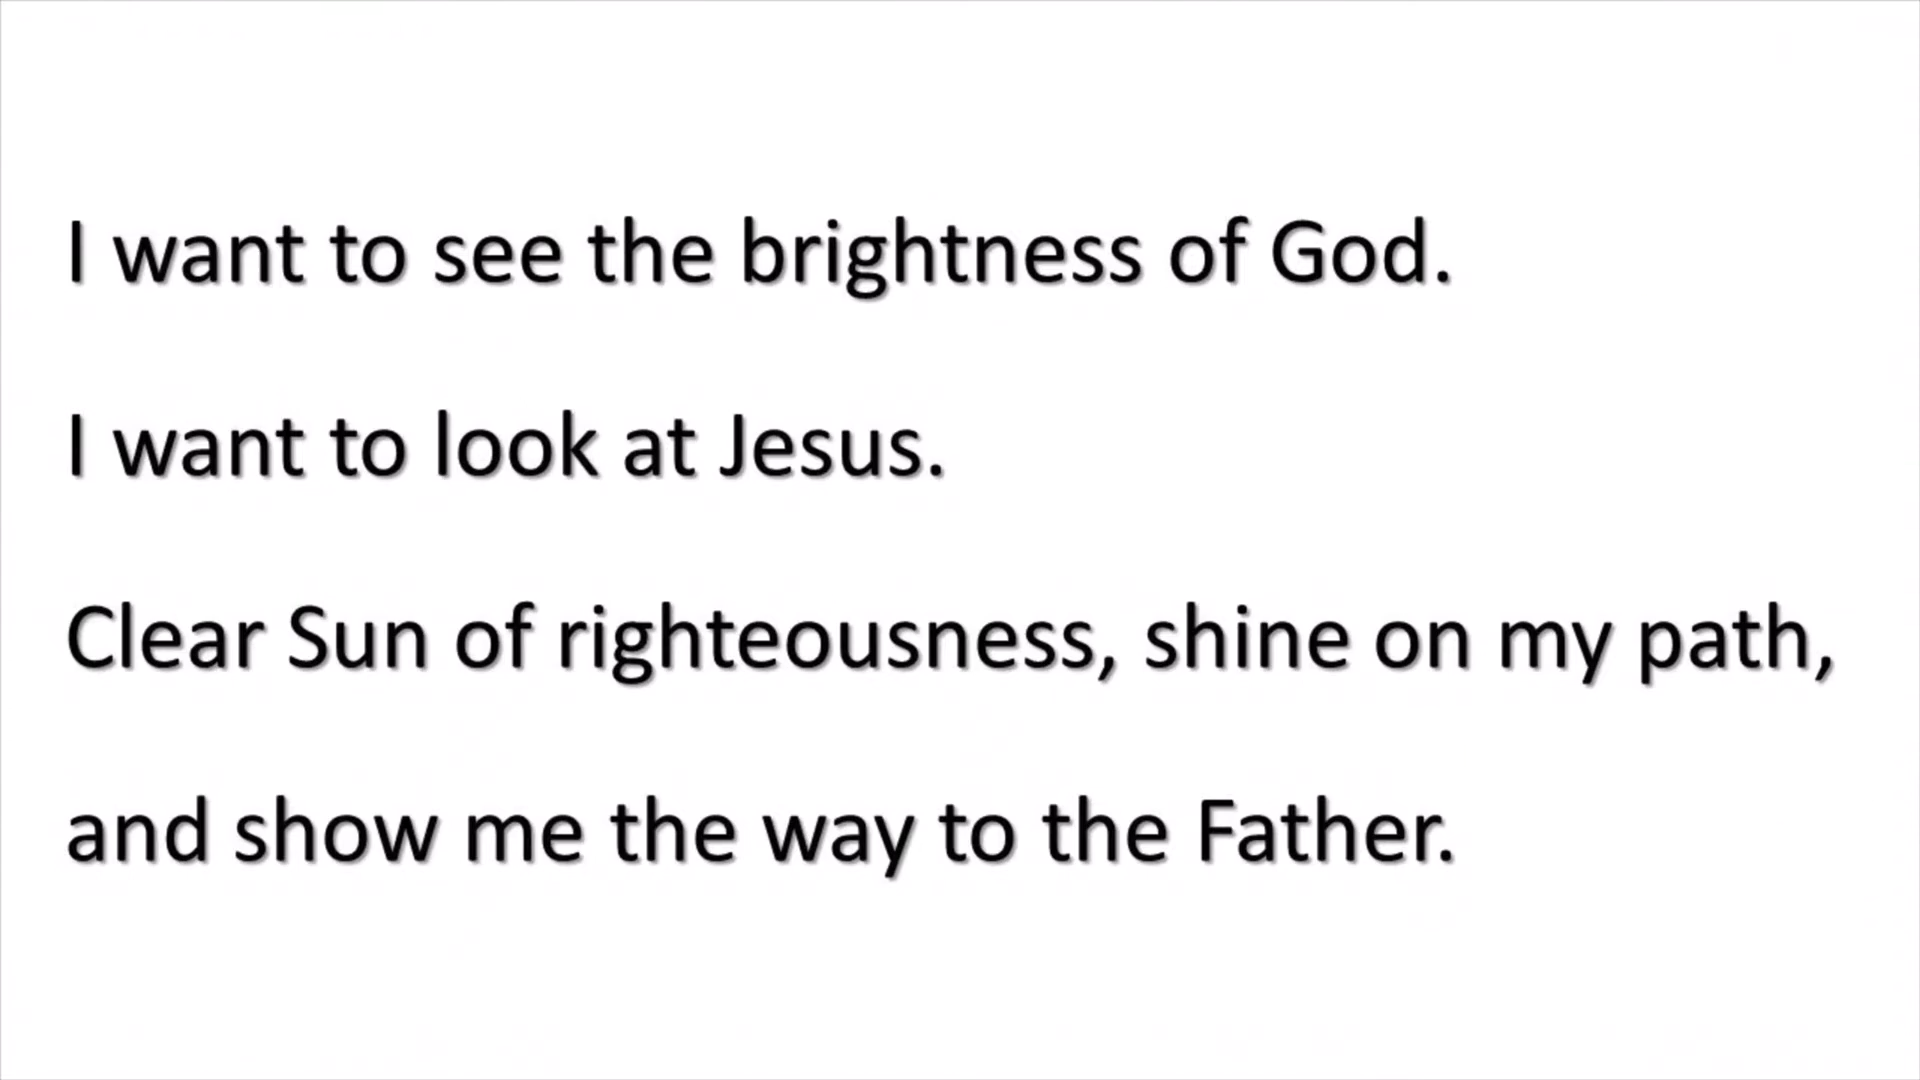 I want to see the brightness of God.
I want to look at Jesus.
Clear Sun of righteousness, shine on my path,
and show me the way to the Father.